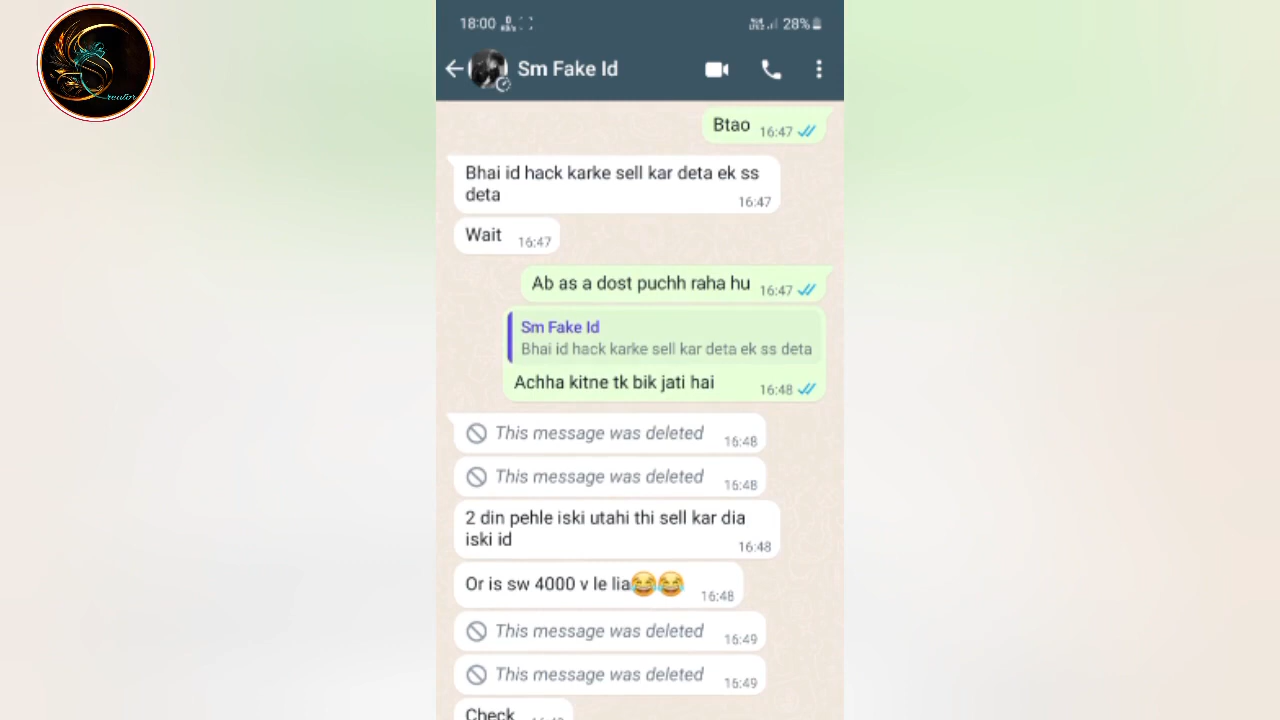 18:00
28%
Sm Fake Id
Btao 16:47
Bhai id hack karke sell kar deta ek ss
deta 16:47
Wait 16:47
Ab as a dost puchh raha hu 16:47
Sm Fake Id
Bhai id hack karke sell kar deta ek ss deta
Achha kitne tk bik jati hai 16:48
This message was deleted 16:48
This message was deleted 16:48
2 din pehle iski utahi thi sell kar dia
iski id 16:48
Or is sw 4000 v le lia😂😂 16:48
This message was deleted 16:49
This message was deleted 16:49
Check